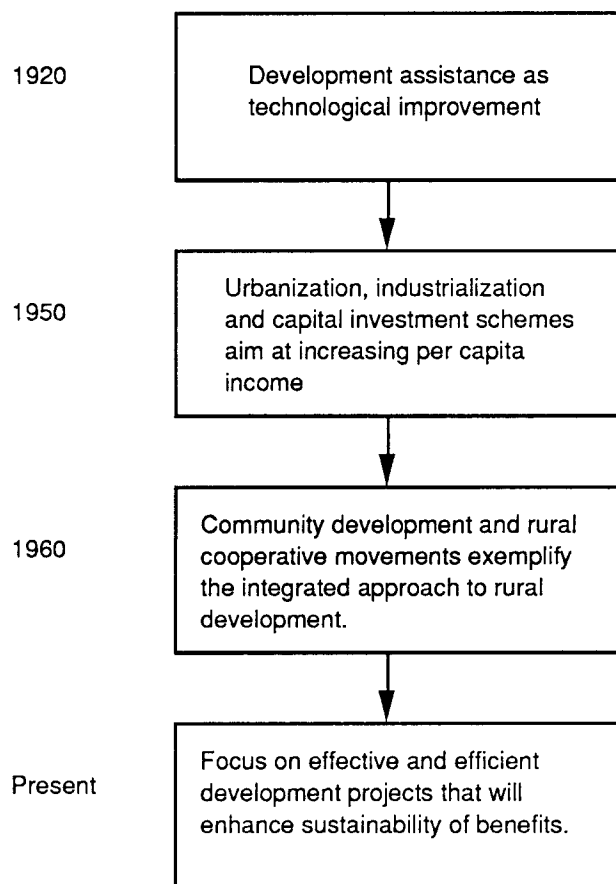 1920
Development assistance as
technological improvement
1950
Urbanization, industrialization
and capital investment schemes
aim at increasing per capita
income
1960
Community development and rural
cooperative movements exemplify
the integrated approach to rural
development.
Present
Focus on effective and efficient
development projects that will
enhance sustainability of benefits.